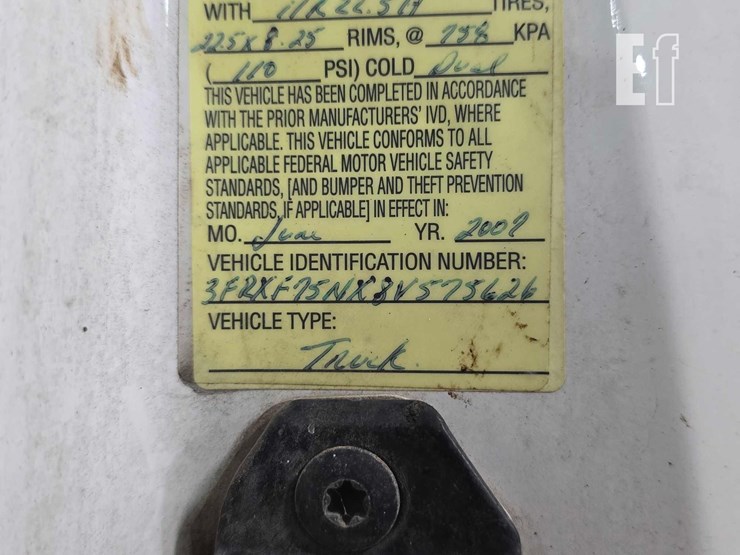 WITH 11R22.5H TIRES,
22.5x8.25 RIMS, @ 758 KPA
( 110 PSI) COLD Dual
THIS VEHICLE HAS BEEN COMPLETED IN ACCORDANCE
WITH THE PRIOR MANUFACTURERS' IVD, WHERE
APPLICABLE. THIS VEHICLE CONFORMS TO ALL
APPLICABLE FEDERAL MOTOR VEHICLE SAFETY
STANDARDS, [AND BUMPER AND THEFT PREVENTION
STANDARDS, IF APPLICABLE] IN EFFECT IN:
MO. June YR. 2007
VEHICLE IDENTIFICATION NUMBER:
3FRXF75NX8V575626
VEHICLE TYPE:
Truck
Ef